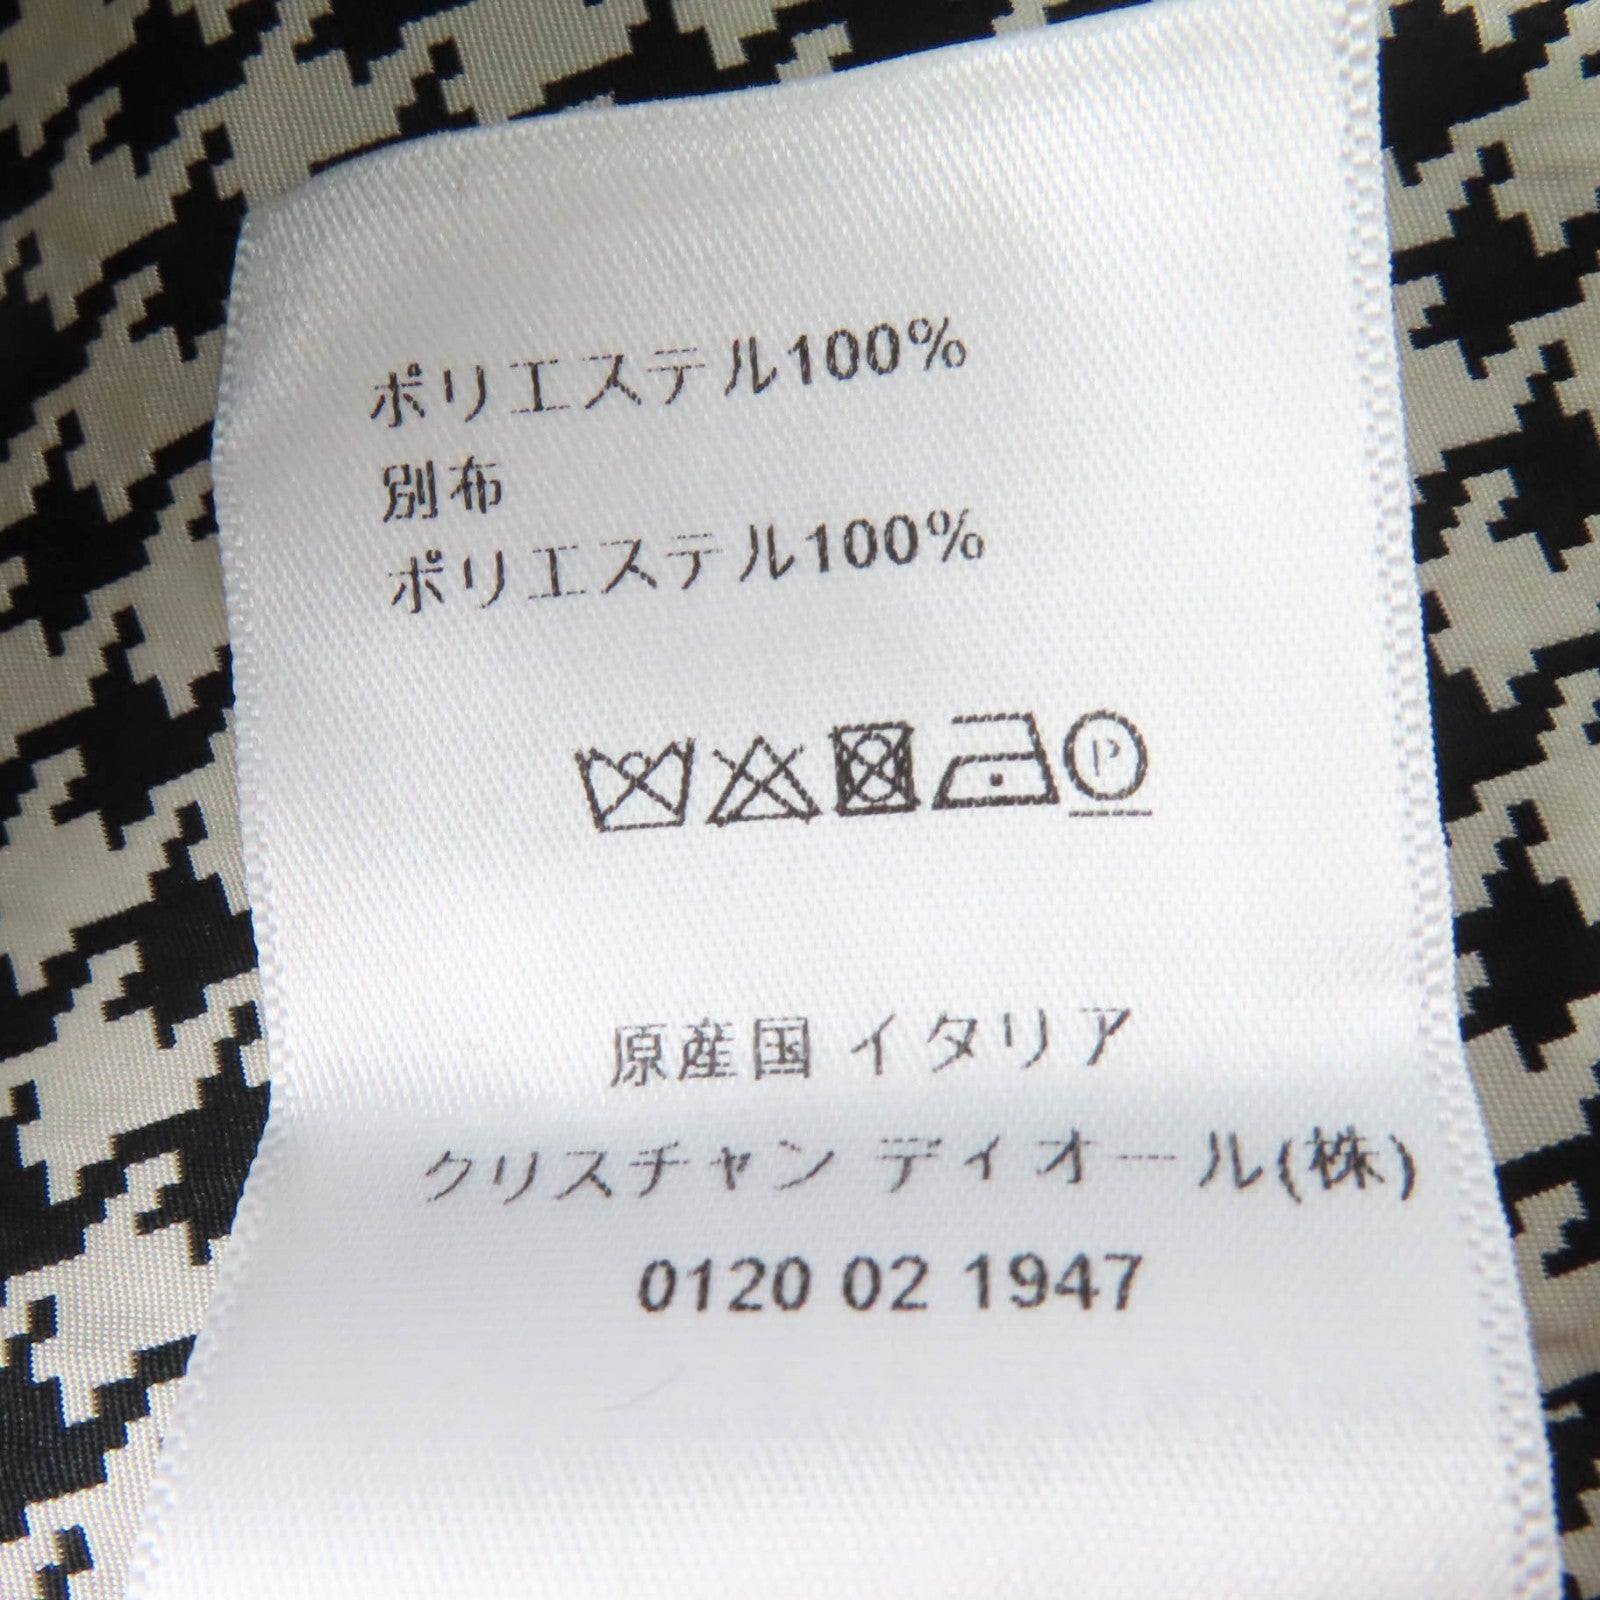 ポリエステル100%
別布
ポリエステル100%
P
原産国 イタリア
クリスチャン ディオール(株)
0120 02 1947